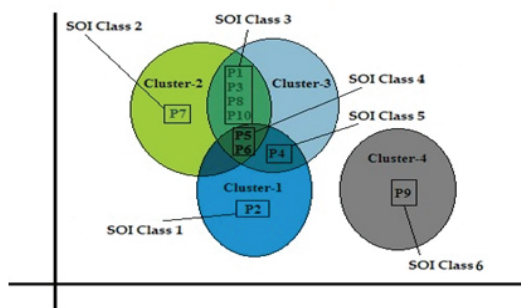 SOI Class 3
SOI Class 2
Cluster-2
P1
P3
P8
P10
Cluster-3
SOI Class 4
P7
SOI Class 5
P5
P6
P4
Cluster-4
Cluster-1
P2
P9
SOI Class 1
SOI Class 6